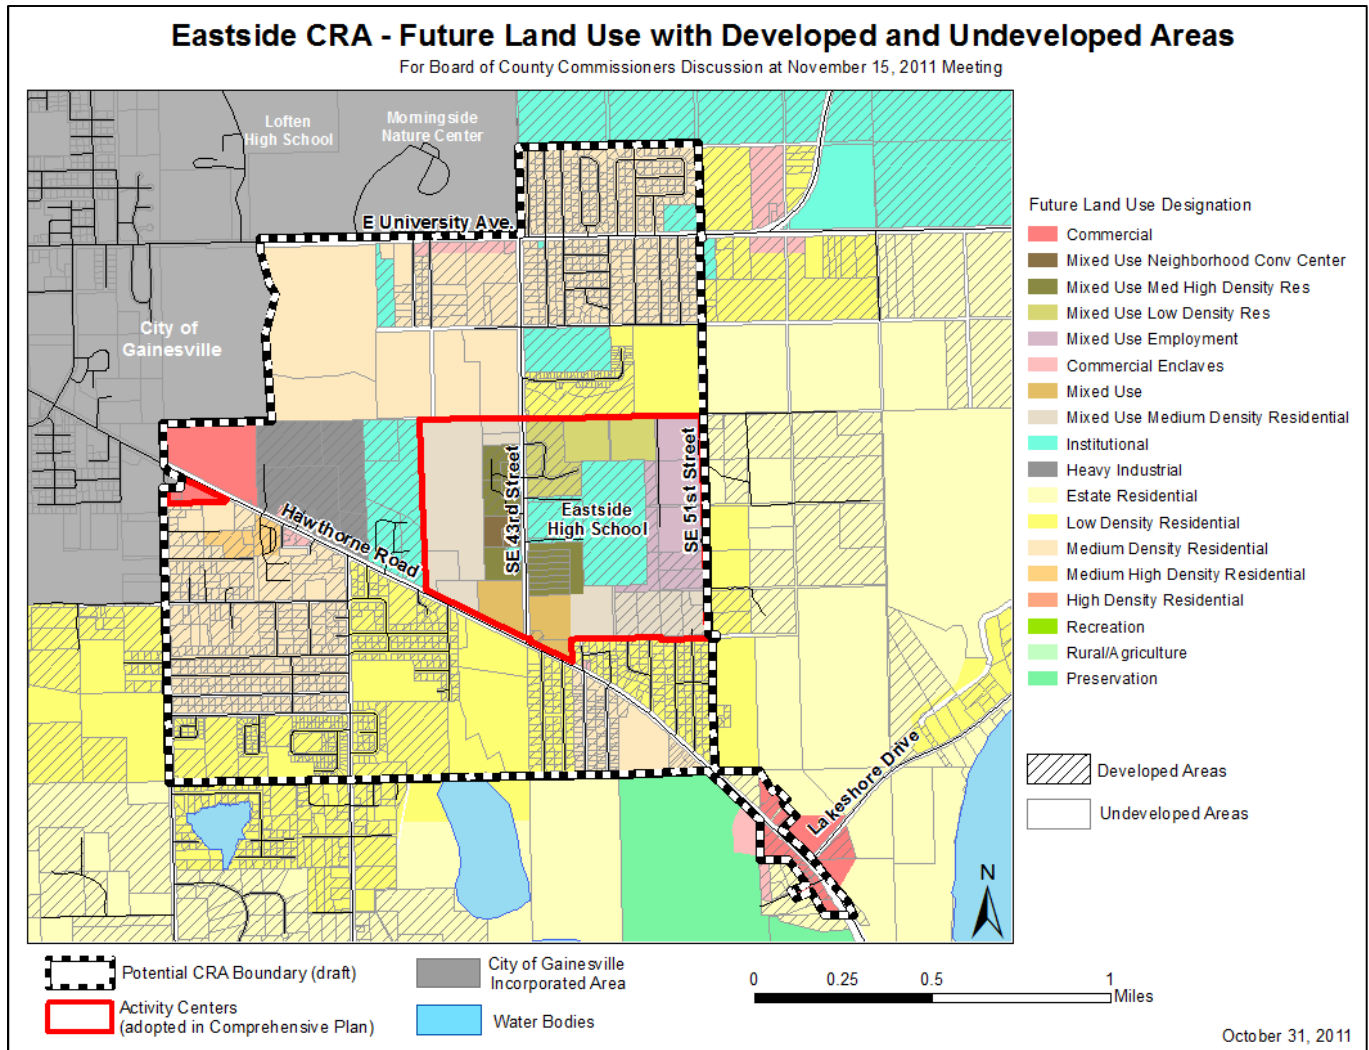 Eastside CRA - Future Land Use with Developed and Undeveloped Areas
For Board of County Commissioners Discussion at November 15, 2011 Meeting
Loften
High School
Morningside
Nature Center
E University Ave.
City of
Gainesville
Hawthorne Road
SE 43rd Street
Eastside
High School
SE 51st Street
Lakeshore Drive
N
Future Land Use Designation
Commercial
Mixed Use Neighborhood Conv Center
Mixed Use Med High Density Res
Mixed Use Low Density Res
Mixed Use Employment
Commercial Enclaves
Mixed Use
Mixed Use Medium Density Residential
Institutional
Heavy Industrial
Estate Residential
Low Density Residential
Medium Density Residential
Medium High Density Residential
High Density Residential
Recreation
Rural/Agriculture
Preservation
Developed Areas
Undeveloped Areas
Potential CRA Boundary (draft)
Activity Centers
(adopted in Comprehensive Plan)
City of Gainesville
Incorporated Area
Water Bodies
0 0.25 0.5 1
Miles
October 31, 2011